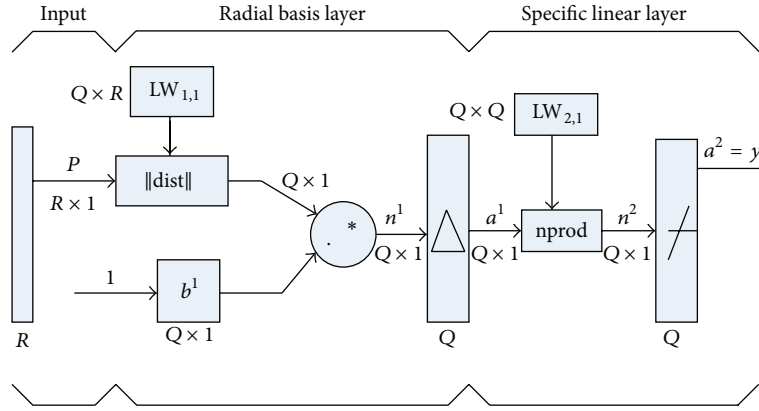 Input
Radial basis layer
Specific linear layer
Q × R
LW1,1
Q × Q
LW2,1
P
R × 1
‖dist‖
Q × 1
. *
n¹
Q × 1
a¹
Q × 1
nprod
n²
Q × 1
a² = y
1
b¹
Q × 1
R
Q
Q